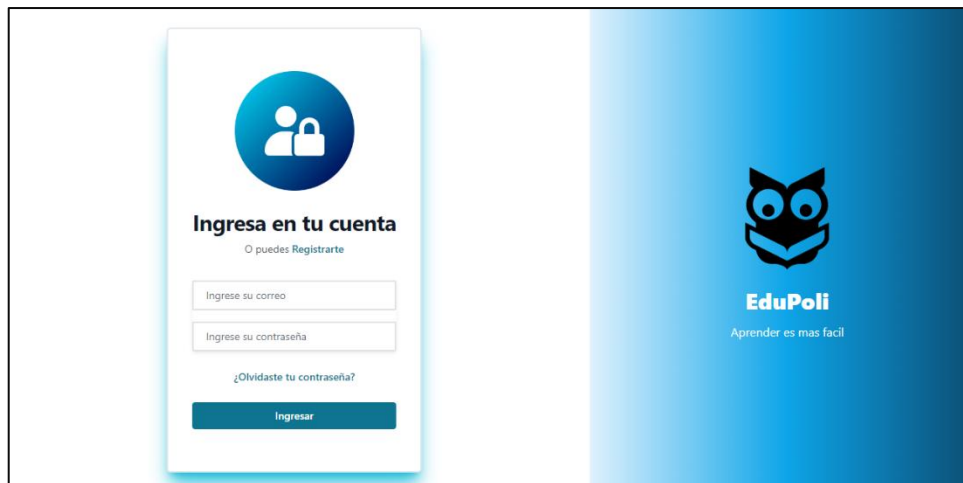 Ingresa en tu cuenta
O puedes Registrarte
Ingrese su correo
Ingrese su contraseña
¿Olvidaste tu contraseña?
Ingresar
EduPoli
Aprender es mas facil